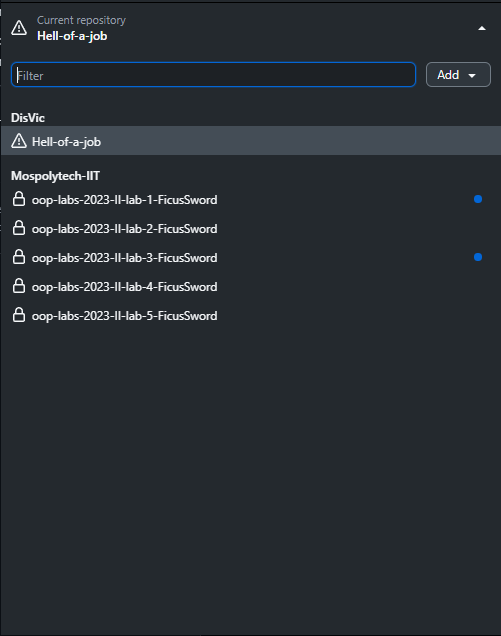 Current repository
Hell-of-a-job
Filter
Add
DisVic
Hell-of-a-job
Mospolytech-IIT
oop-labs-2023-II-lab-1-FicusSword
oop-labs-2023-II-lab-2-FicusSword
oop-labs-2023-II-lab-3-FicusSword
oop-labs-2023-II-lab-4-FicusSword
oop-labs-2023-II-lab-5-FicusSword